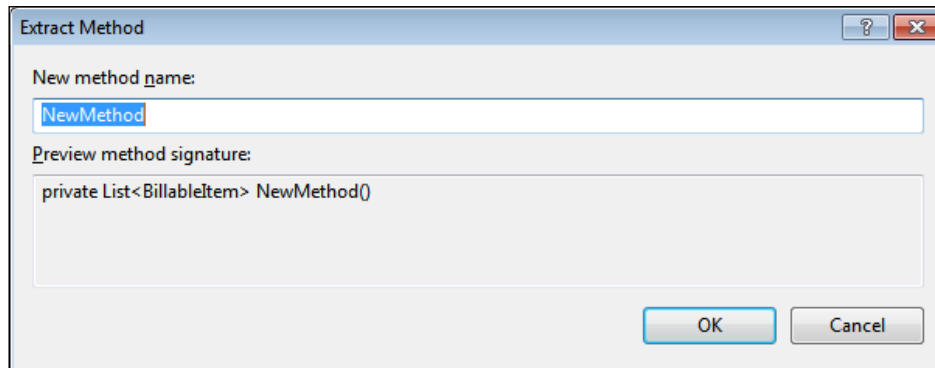 Extract Method
New method name:
NewMethod
Preview method signature:
private List<BillableItem> NewMethod()
OK
Cancel